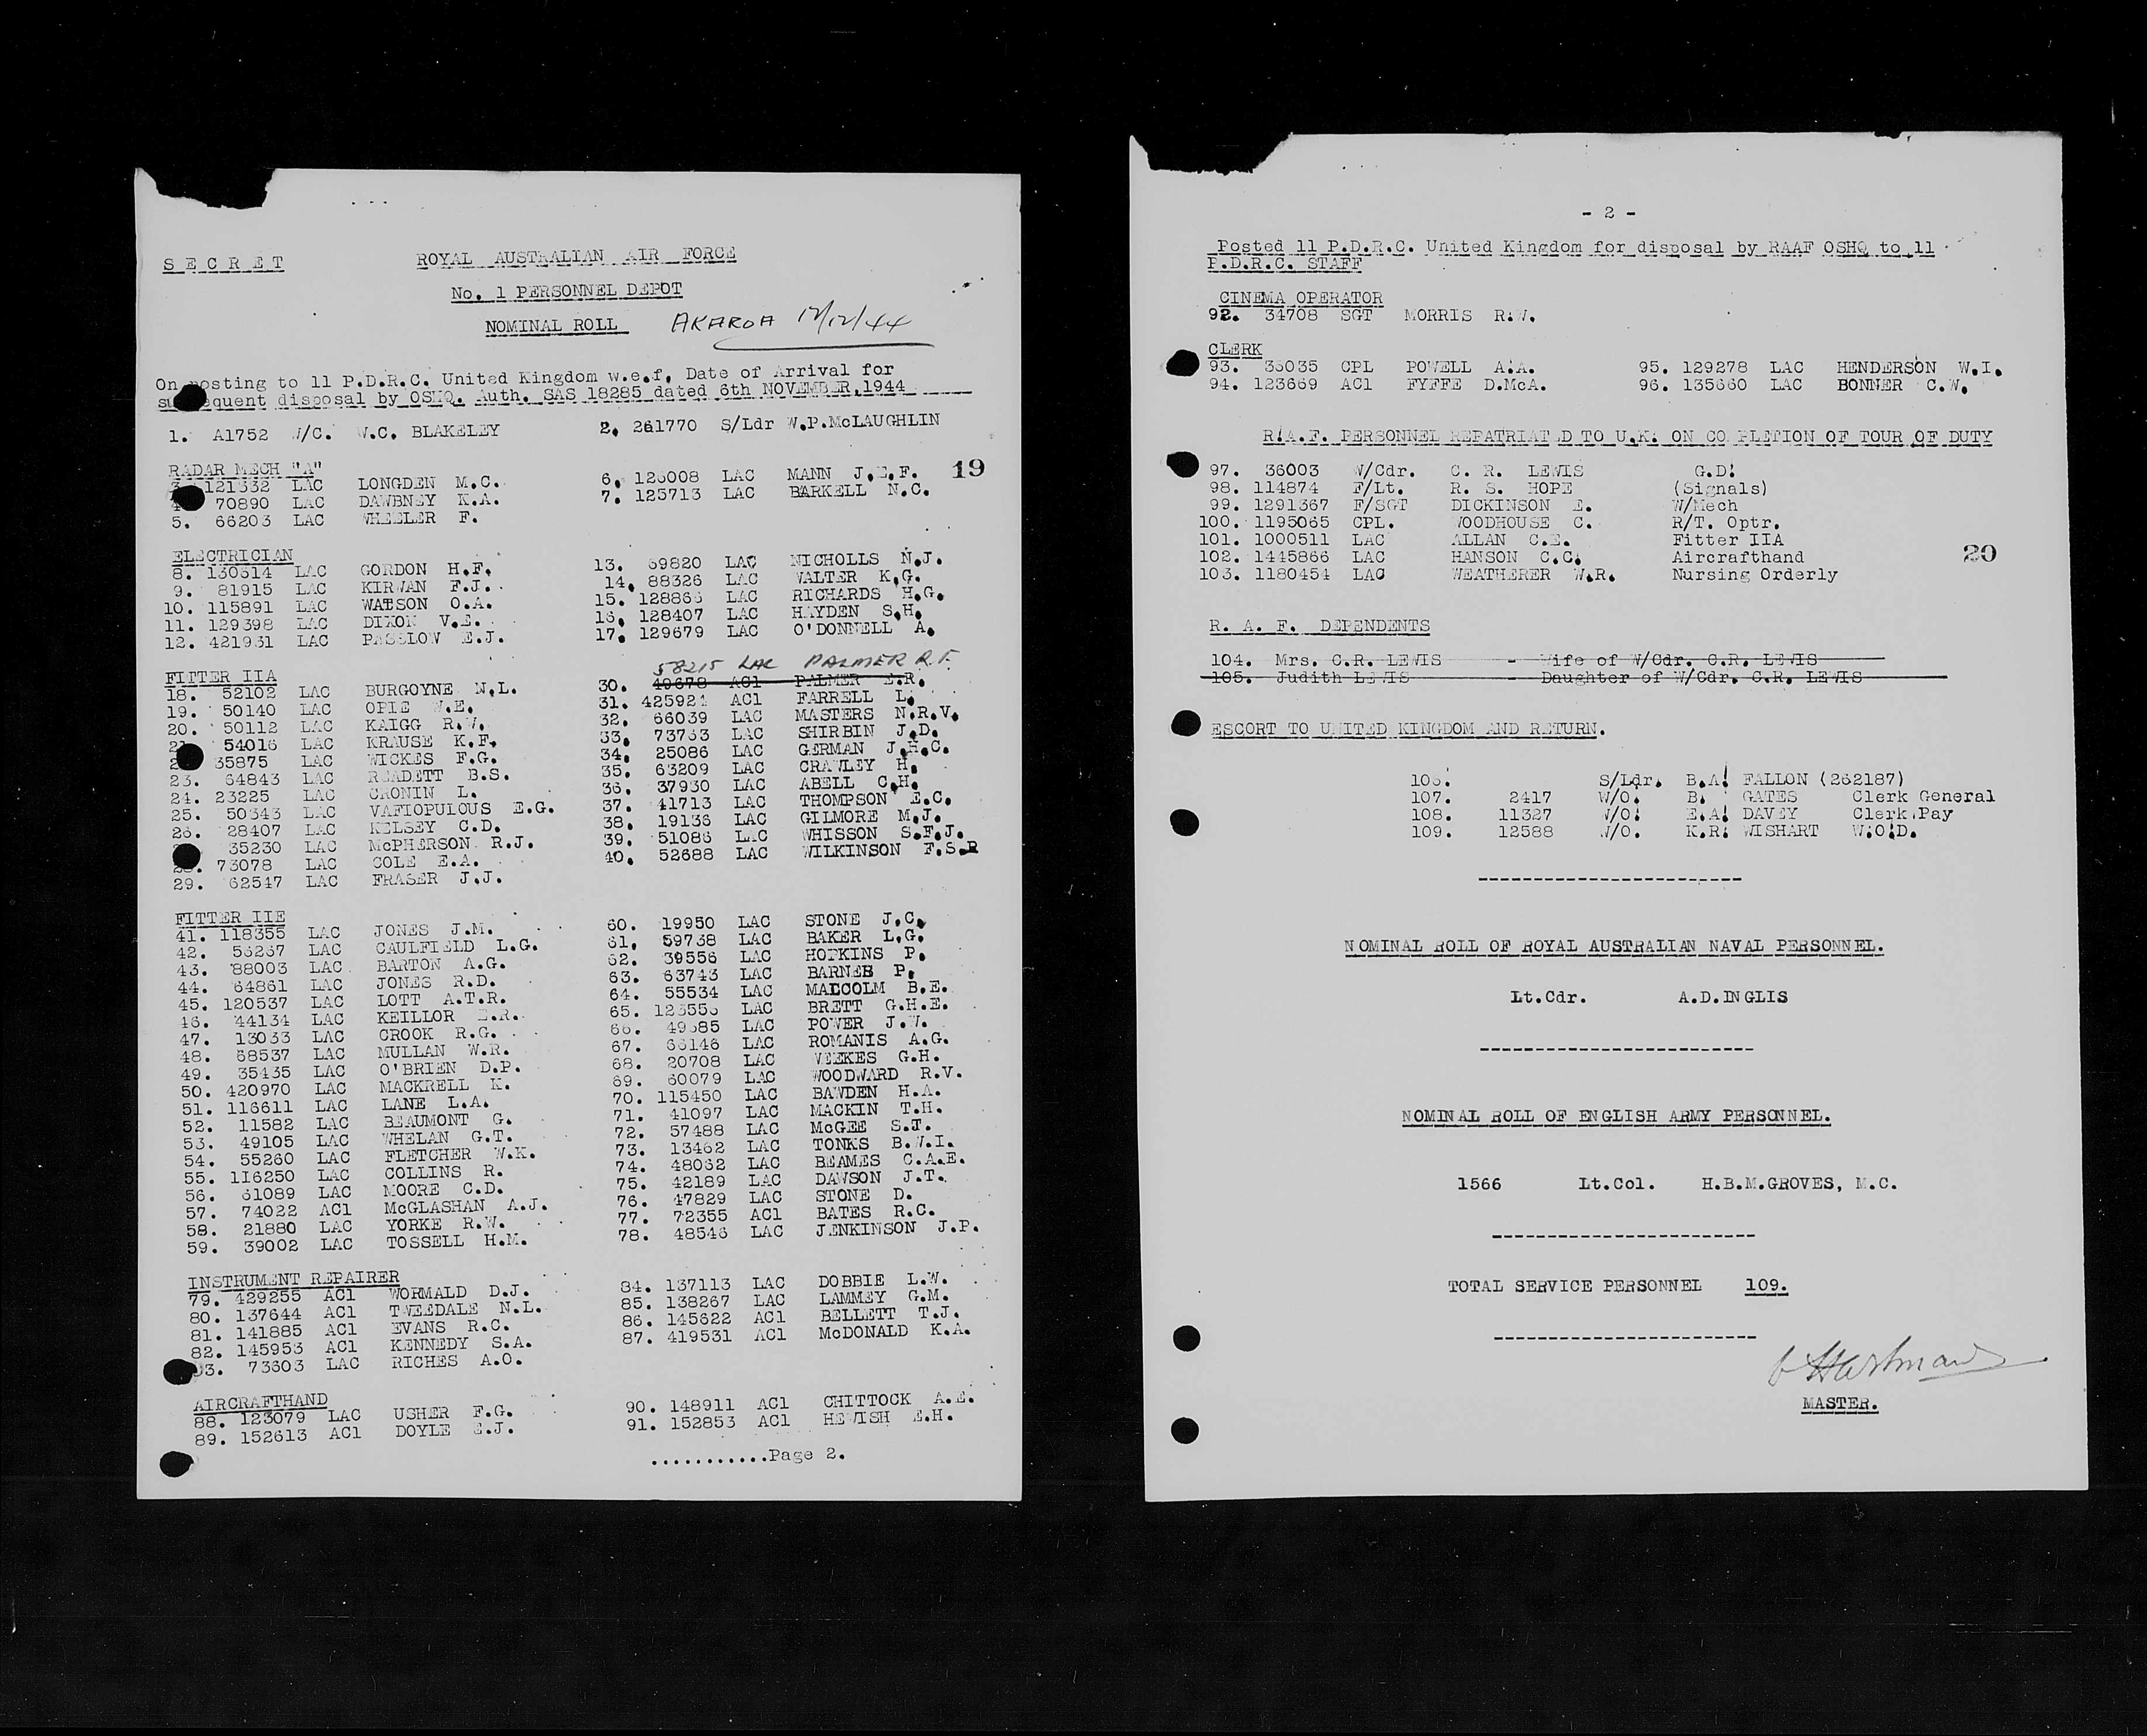 S E C R E T
ROYAL AUSTRALIAN AIR FORCE
No. 1 PERSONNEL DEPOT
NOMINAL ROLL AKAROA 12/12/44
On posting to 11 P.D.R.C. United Kingdom w.e.f. Date of Arrival for
subsequent disposal by OSHQ. Auth. SAS 18285 dated 6th NOVEMBER,1944
1. A1752 W/C. W.C. BLAKELEY
2. 261770 S/Ldr W.P.McLAUGHLIN
RADAR MECH "A"
3. 121332 LAC LONGDEN M.C.
4. 70890 LAC DAWBNEY K.A.
5. 66203 LAC WHEELER F.
6. 123008 LAC MANN J.E.F.
7. 125713 LAC BARKELL N.C.
19
ELECTRICIAN
8. 130614 LAC GORDON H.F.
9. 81915 LAC KIRWAN F.J.
10. 115891 LAC WATSON O.A.
11. 129398 LAC DIXON V.E.
12. 421931 LAC PASSLOW E.J.
13. 69820 LAC NICHOLLS N.J.
14. 88326 LAC WALTER K.G.
15. 128863 LAC RICHARDS H.G.
16. 128407 LAC HAYDEN S.H.
17. 129679 LAC O'DONNELL A.
FITTER IIA
18. 52102 LAC BURGOYNE N.L.
19. 50140 LAC OPIE W.E.
20. 50112 LAC KAIGG R.W.
21. 54016 LAC KRAUSE K.F.
2 35875 LAC WICKES F.G.
23. 64843 LAC READETT B.S.
24. 23225 LAC CRONIN L.
25. 50343 LAC VAFIOPULOUS E.G.
26. 28407 LAC KELSEY C.D.
35230 LAC McPHERSON R.J.
28. 73078 LAC COLE E.A.
29. 62547 LAC FRASER J.J.
58215 LAC PALMER R.F.
30. 49678 AC1 PALMER E.R.
31. 425921 AC1 FARRELL L.
32. 66039 LAC MASTERS N.R.V.
33. 73763 LAC SHIRBIN J.D.
34. 25086 LAC GERMAN J.H.C.
35. 63209 LAC CRAWLEY H.
36. 37930 LAC ABELL C.H.
37. 41713 LAC THOMPSON E.C.
38. 19136 LAC GILMORE M.J.
39. 51086 LAC WHISSON S.F.J.
40. 52688 LAC WILKINSON F.S.R
FITTER IIE
41. 118355 LAC JONES J.M.
42. 56267 LAC CAULFIELD L.G.
43. 88003 LAC BARTON A.G.
44. 64861 LAC JONES R.D.
45. 120537 LAC LOTT A.T.R.
46. 44134 LAC KEILLOR E.R.
47. 13033 LAC CROOK R.G.
48. 68537 LAC MULLAN W.R.
49. 35435 LAC O'BRIEN D.P.
50. 420970 LAC MACKRELL K.
51. 116611 LAC LANE L.A.
52. 11582 LAC BEAUMONT G.
53. 49105 LAC WHELAN G.T.
54. 55260 LAC FLETCHER W.K.
55. 116250 LAC COLLINS R.
56. 61089 LAC MOORE C.D.
57. 74022 AC1 McGLASHAN A.J.
58. 21880 LAC YORKE R.W.
59. 39002 LAC TOSSELL H.M.
60. 19950 LAC STONE J.C.
61. 59738 LAC BAKER L.G.
62. 39556 LAC HOPKINS P.
63. 63743 LAC BARNEB P.
64. 55534 LAC MALCOLM B.E.
65. LAC BRETT G.H.E.
66. 49685 LAC POWER J.W.
67. 66146 LAC ROMANIS A.G.
68. 20708 LAC WEEKES G.H.
69. 60079 LAC WOODWARD R.V.
70. 115450 LAC BAWDEN H.A.
71. 41097 LAC MACKIN T.H.
72. 57488 LAC McGEE S.J.
73. 13462 LAC TONKS B.W.I.
74. 48062 LAC BEAMES C.A.E.
75. 42189 LAC DAWSON J.T.
76. 47829 LAC STONE D.
77. 72355 AC1 BATES R.C.
78. 48546 LAC JENKINSON J.P.
INSTRUMENT REPAIRER
79. 429255 AC1 WORMALD D.J.
80. 137644 AC1 TWEEDALE N.L.
81. 141885 AC1 EVANS R.C.
82. 145953 AC1 KENNEDY S.A.
83. 73603 LAC RICHES A.O.
84. 137113 LAC DOBBIE L.W.
85. 138267 LAC LAMMEY G.M.
86. 145622 AC1 BELLETT T.J.
87. 419531 AC1 McDONALD K.A.
AIRCRAFTHAND
88. 123079 LAC USHER F.G.
89. 152613 AC1 DOYLE E.J.
90. 148911 AC1 CHITTOCK A.E.
91. 152853 AC1 HEWISH E.H.
...........Page 2.
- 2 -
Posted 11 P.D.R.C. United Kingdom for disposal by RAAF OSHQ to 11
P.D.R.C. STAFF
CINEMA OPERATOR
92. 34708 SGT MORRIS R.W.
CLERK
93. 36035 CPL POWELL A.A.
94. 123669 AC1 FYFFE D.McA.
95. 129278 LAC HENDERSON W.I.
96. 135660 LAC BONNER C.W.
R.A.F. PERSONNEL REPATRIATED TO U.K. ON COMPLETION OF TOUR OF DUTY
97. 36003 W/Cdr. C. R. LEWIS G.D.
98. 114874 F/Lt. R. S. HOPE (Signals)
99. 1291367 F/SGT DICKINSON E. W/Mech
100. 1195065 CPL. WOODHOUSE C. R/T. Optr.
101. 1000511 LAC ALLAN C.E. Fitter IIA
102. 1445866 LAC HANSON C.C. Aircrafthand
103. 1180454 LAC WEATHERER W.R. Nursing Orderly
20
R. A. F. DEPENDENTS
104. Mrs. C.R. LEWIS - Wife of W/Cdr. C.R. LEWIS
105. Judith LEWIS - Daughter of W/Cdr. C.R. LEWIS
ESCORT TO UNITED KINGDOM AND RETURN.
106. S/Ldr. B.A. FALLON (262187)
107. 2417 W/O. B. GATES Clerk General
108. 11327 W/O. E.A. DAVEY Clerk.Pay
109. 12588 W/O. K.R. WISHART W.O.D.
NOMINAL ROLL OF ROYAL AUSTRALIAN NAVAL PERSONNEL.
Lt.Cdr. A.D.INGLIS
NOMINAL ROLL OF ENGLISH ARMY PERSONNEL.
1566 Lt.Col. H.B.M.GROVES, M.C.
TOTAL SERVICE PERSONNEL 109.
MASTER.